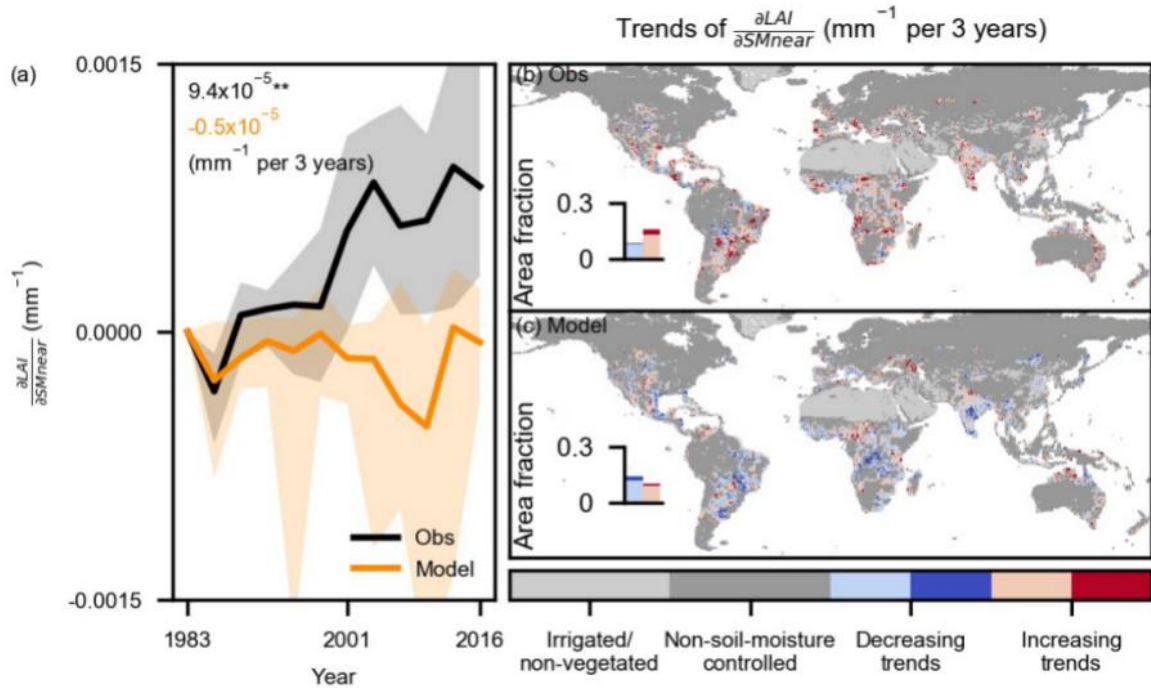 Trends of ∂LAI/∂SMnear (mm⁻¹ per 3 years)
(a)
0.0015
0.0000
-0.0015
∂LAI/∂SMnear (mm⁻¹)
9.4x10⁻⁵**
-0.5x10⁻⁵
(mm⁻¹ per 3 years)
Obs
Model
1983
2001
2016
Year
(b) Obs
Area fraction
0.3
0
(c) Model
Area fraction
0.3
0
Irrigated/
non-vegetated
Non-soil-moisture
controlled
Decreasing
trends
Increasing
trends